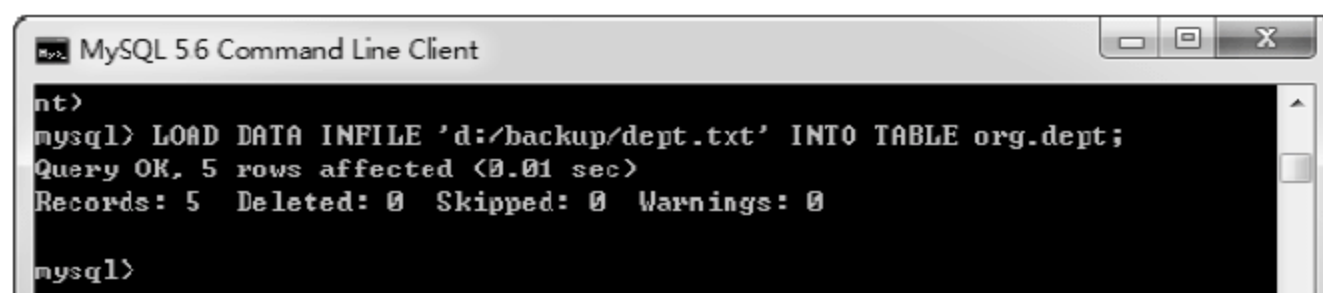 MySQL 5.6 Command Line Client
nt>
mysql> LOAD DATA INFILE 'd:/backup/dept.txt' INTO TABLE org.dept;
Query OK, 5 rows affected (0.01 sec)
Records: 5  Deleted: 0  Skipped: 0  Warnings: 0
mysql>